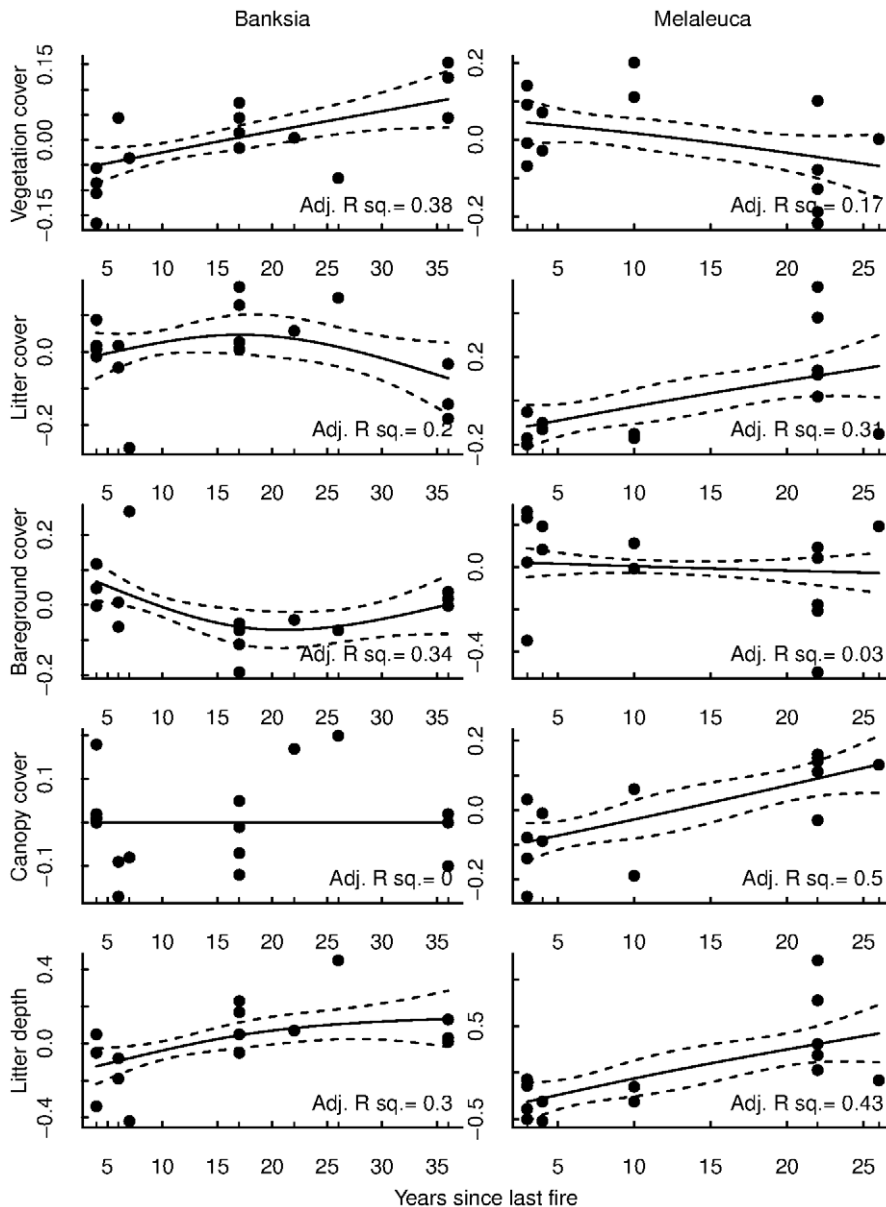 Banksia Melaleuca
Vegetation cover
−0.15 0.00 0.15
Adj. R sq.= 0.38
−0.2 0.0 0.2
Adj. R sq.= 0.17
5 10 15 20 25 30 35 5 10 15 20 25
Litter cover
−0.2 0.0
Adj. R sq.= 0.2
−0.2 0.2
Adj. R sq.= 0.31
5 10 15 20 25 30 35 5 10 15 20 25
Bareground cover
−0.2 0.0 0.2
Adj. R sq.= 0.34
−0.4 0.0
Adj. R sq.= 0.03
5 10 15 20 25 30 35 5 10 15 20 25
Canopy cover
−0.1 0.1
Adj. R sq.= 0
−0.2 0.0 0.2
Adj. R sq.= 0.5
5 10 15 20 25 30 35 5 10 15 20 25
Litter depth
−0.4 0.0 0.4
Adj. R sq.= 0.3
−0.5 0.5
Adj. R sq.= 0.43
5 10 15 20 25 30 35 5 10 15 20 25
Years since last fire